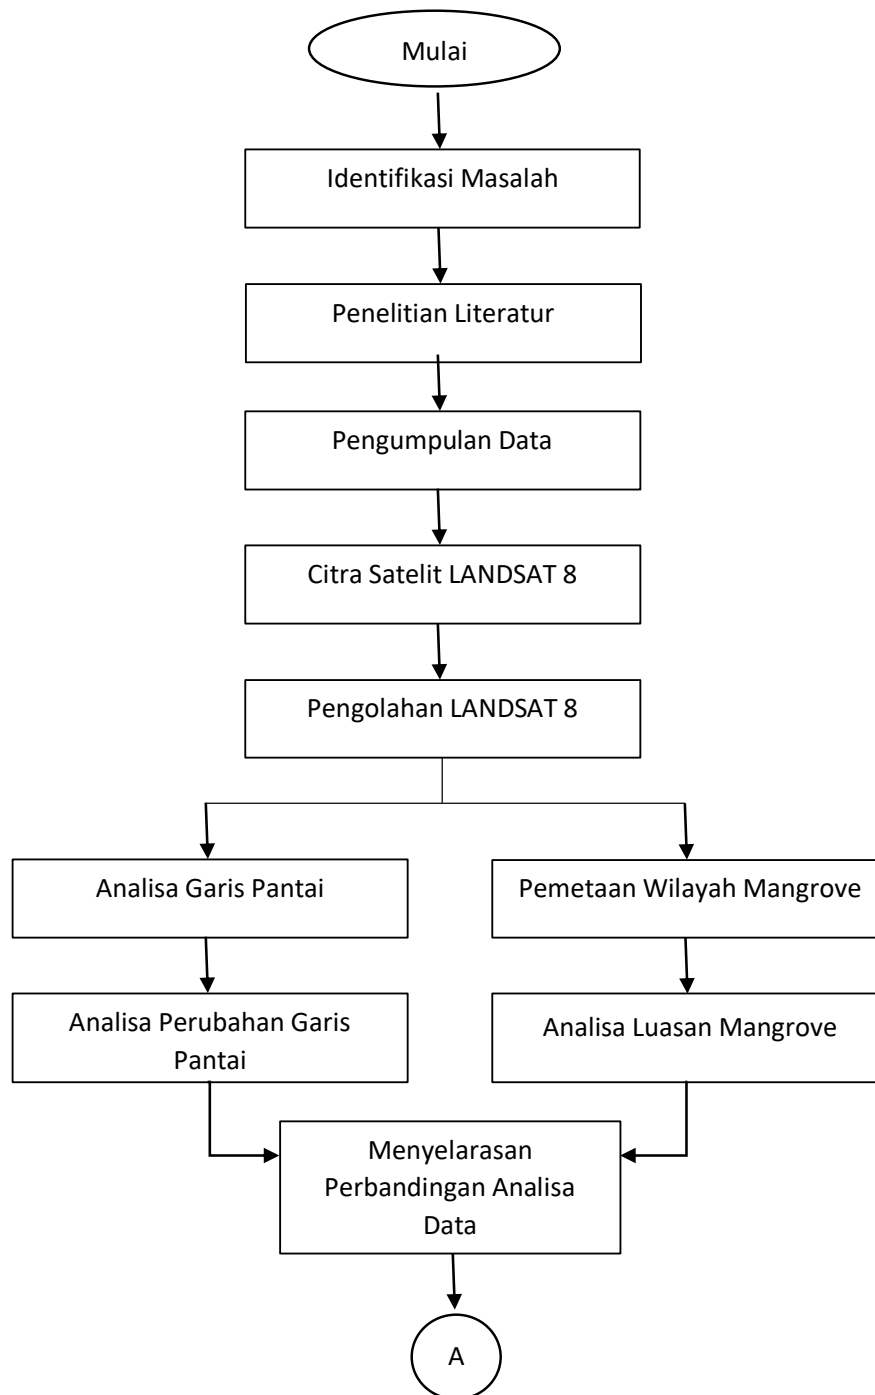 Mulai
Identifikasi Masalah
Penelitian Literatur
Pengumpulan Data
Citra Satelit LANDSAT 8
Pengolahan LANDSAT 8
Analisa Garis Pantai
Pemetaan Wilayah Mangrove
Analisa Perubahan Garis
Pantai
Analisa Luasan Mangrove
Menyelarasan
Perbandingan Analisa
Data
A